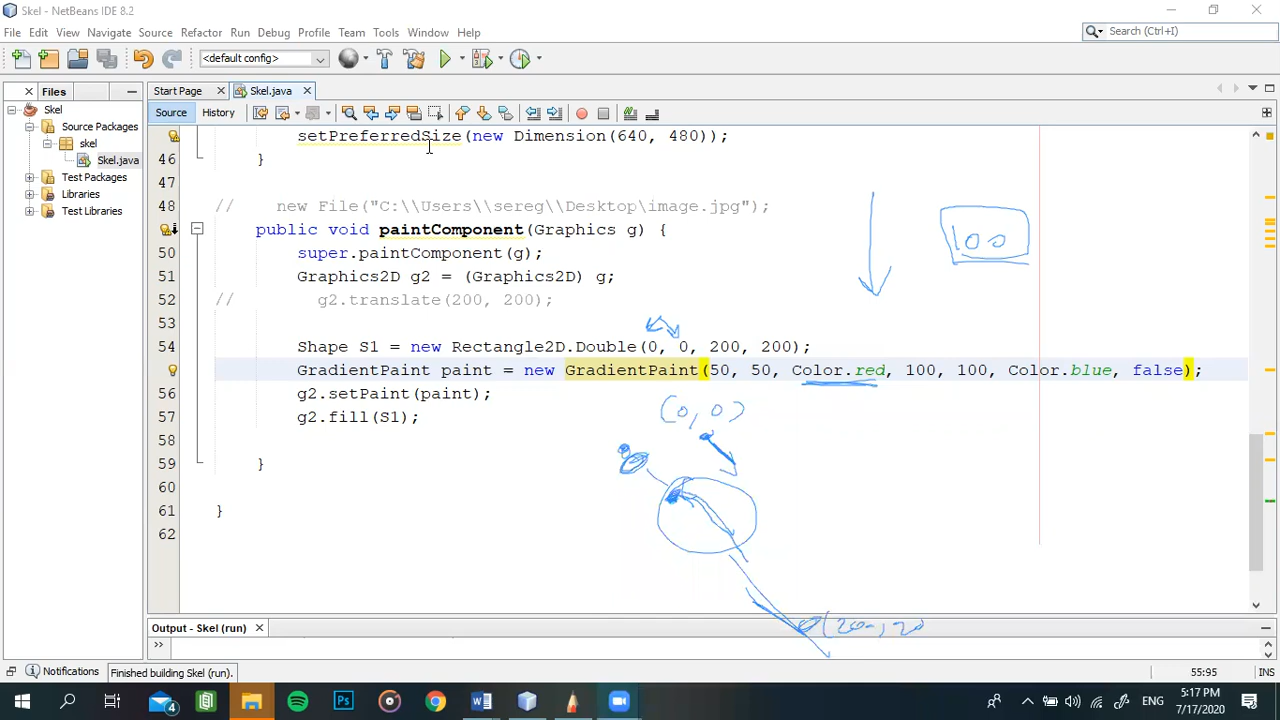 Skel - NetBeans IDE 8.2
File Edit View Navigate Source Refactor Run Debug Profile Team Tools Window Help
Search (Ctrl+I)
<default config>
Files
Start Page
Skel.java
Source History
Skel
Source Packages
skel
Skel.java
Test Packages
Libraries
Test Libraries
setPreferredSize(new Dimension(640, 480));
46 }
47
48 // new File("C:\\Users\\sereg\\Desktop\image.jpg");
public void paintComponent(Graphics g) {
50 super.paintComponent(g);
51 Graphics2D g2 = (Graphics2D) g;
52 // g2.translate(200, 200);
53
54 Shape S1 = new Rectangle2D.Double(0, 0, 200, 200);
GradientPaint paint = new GradientPaint(50, 50, Color.red, 100, 100, Color.blue, false);
56 g2.setPaint(paint);
57 g2.fill(S1);
58
59 }
60
61 }
62
(0,0)
Output - Skel (run)
Notifications
Finished building Skel (run).
55:95
INS
4
ENG
5:17 PM
7/17/2020